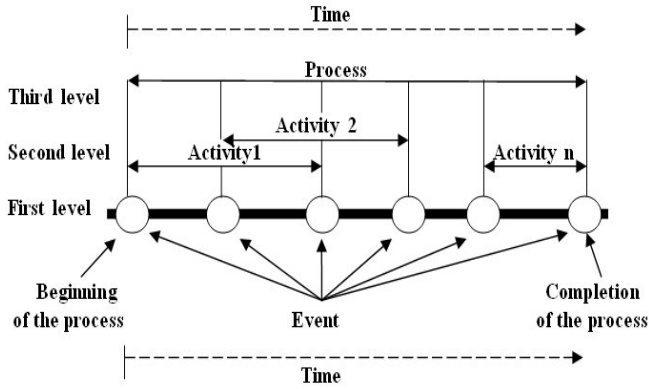 Time
Process
Third level
Activity 2
Second level
Activity1
Activity n
First level
Beginning
of the process
Event
Completion
of the process
Time